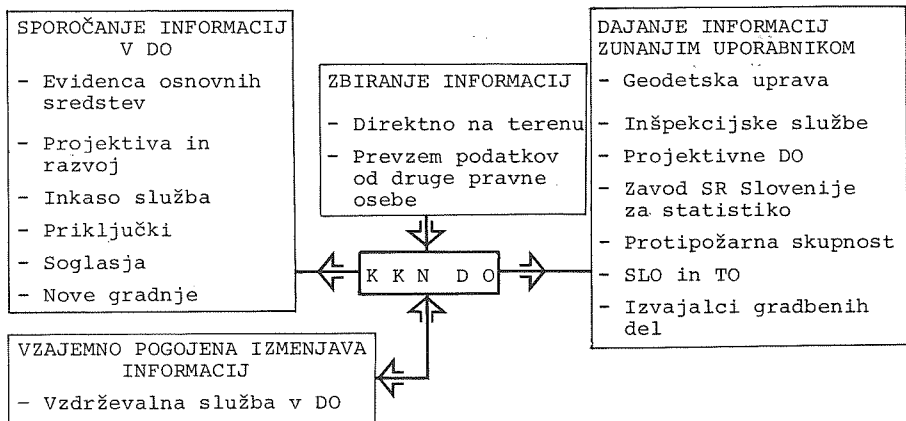 SPOROČANJE INFORMACIJ
V DO
- Evidenca osnovnih
sredstev
- Projektiva in
razvoj
- Inkaso služba
- Priključki
- Soglasja
- Nove gradnje
ZBIRANJE INFORMACIJ
- Direktno na terenu
- Prevzem podatkov
od druge pravne
osebe
DAJANJE INFORMACIJ
ZUNANJIM UPORABNIKOM
- Geodetska uprava
- Inšpekcijske službe
- Projektivne DO
- Zavod SR Slovenije
za statistiko
- Protipožarna skupnost
- SLO in TO
- Izvajalci gradbenih
del
K K N D O
VZAJEMNO POGOJENA IZMENJAVA
INFORMACIJ
- Vzdrževalna služba v DO